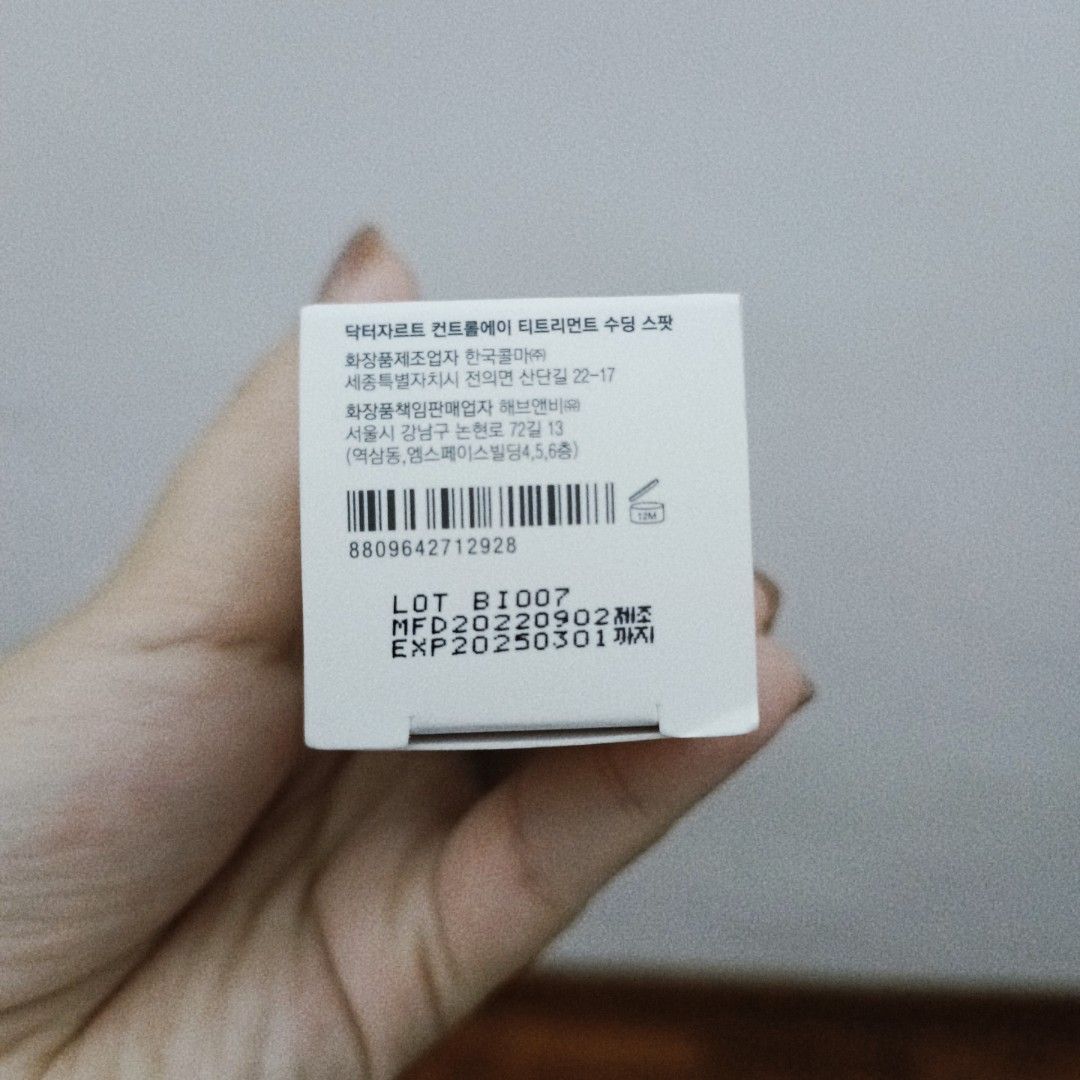 닥터자르트 컨트롤에이 티트리먼트 수딩 스팟
화장품제조업자 한국콜마㈜
세종특별자치시 전의면 산단길 22-17
화장품책임판매업자 해브앤비㈲
서울시 강남구 논현로 72길 13
(역삼동,엠스페이스빌딩4,5,6층)
12M
8809642712928
LOT BI007
MFD20220902제조
EXP20250301까지